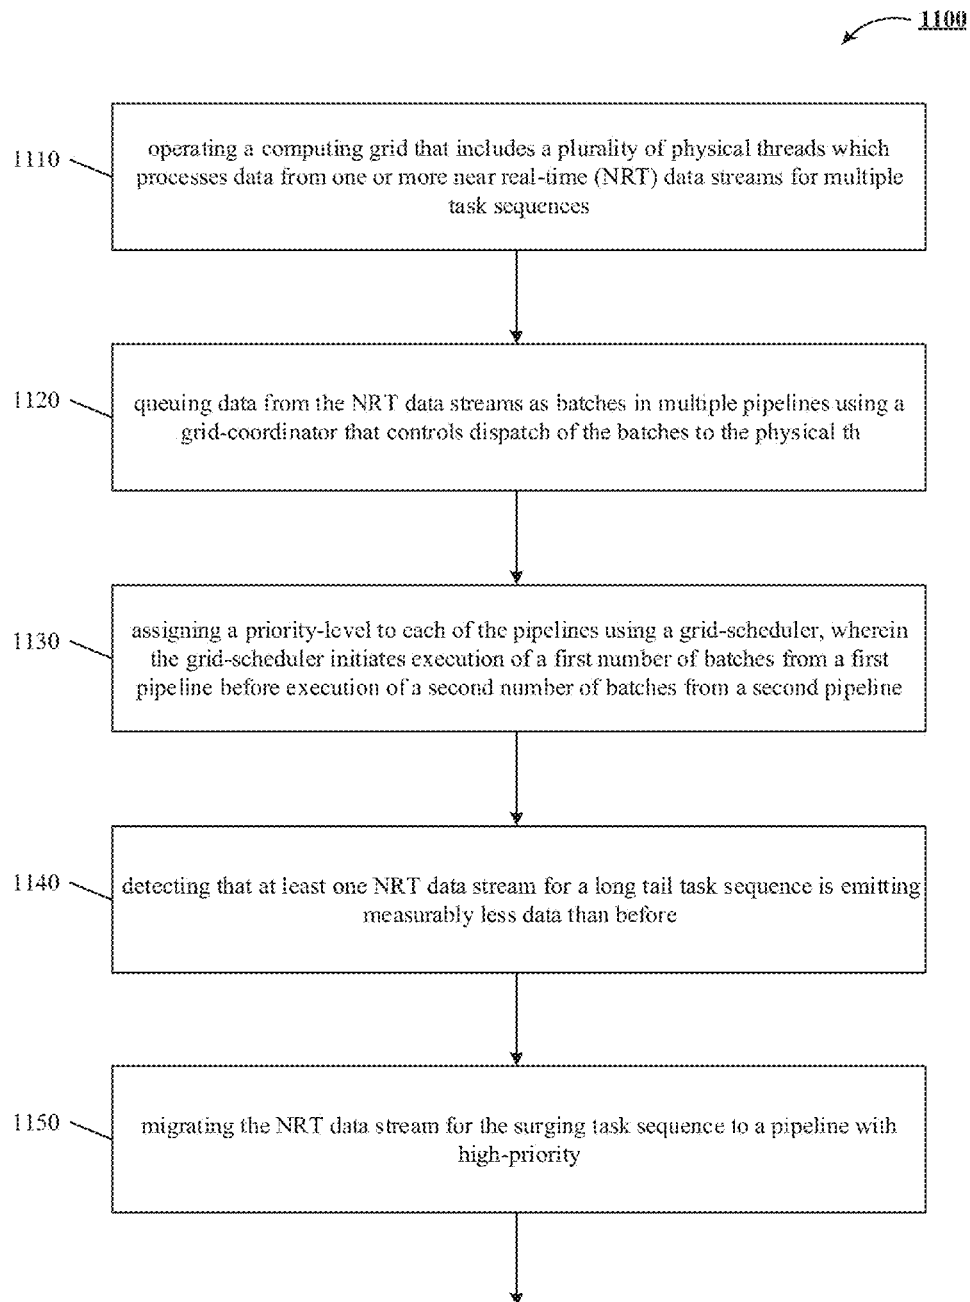 1100
1110
operating a computing grid that includes a plurality of physical threads which
processes data from one or more near real-time (NRT) data streams for multiple
task sequences
1120
queuing data from the NRT data streams as batches in multiple pipelines using a
grid-coordinator that controls dispatch of the batches to the physical th
1130
assigning a priority-level to each of the pipelines using a grid-scheduler, wherein
the grid-scheduler initiates execution of a first number of batches from a first
pipeline before execution of a second number of batches from a second pipeline
1140
detecting that at least one NRT data stream for a long tail task sequence is emitting
measurably less data than before
1150
migrating the NRT data stream for the surging task sequence to a pipeline with
high-priority